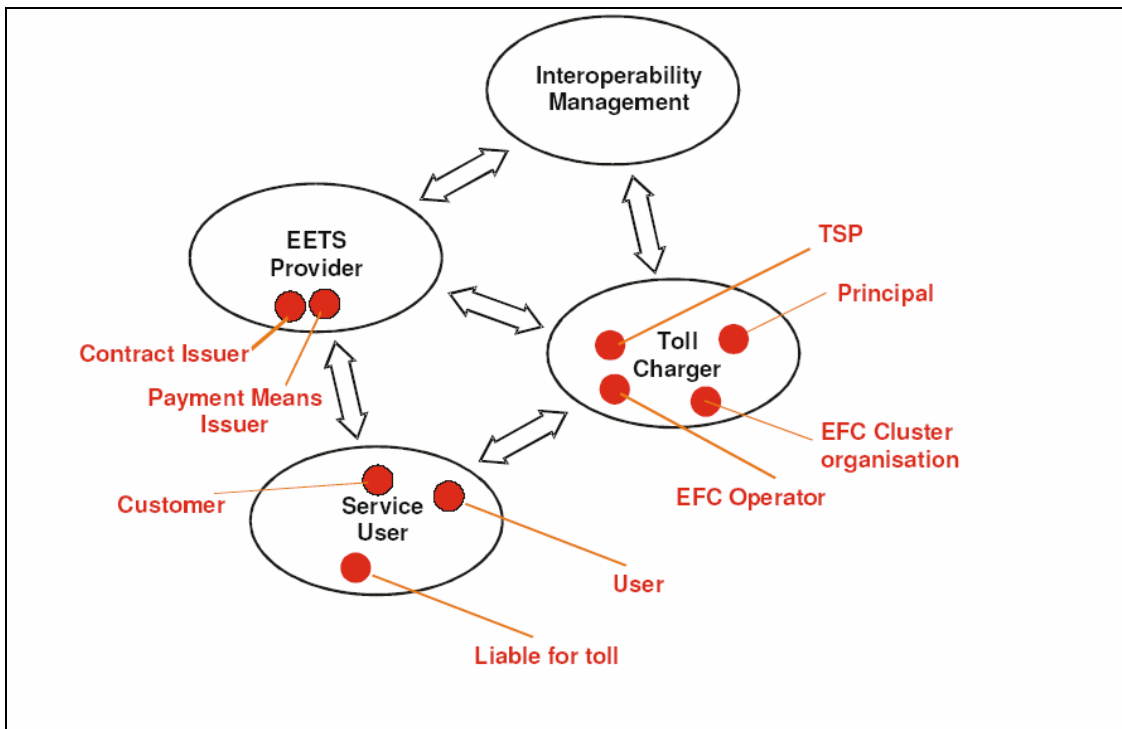 Interoperability
Management
EETS
Provider
TSP
Principal
Contract Issuer
Toll
Charger
Payment Means
Issuer
EFC Cluster
organisation
EFC Operator
Customer
Service
User
User
Liable for toll